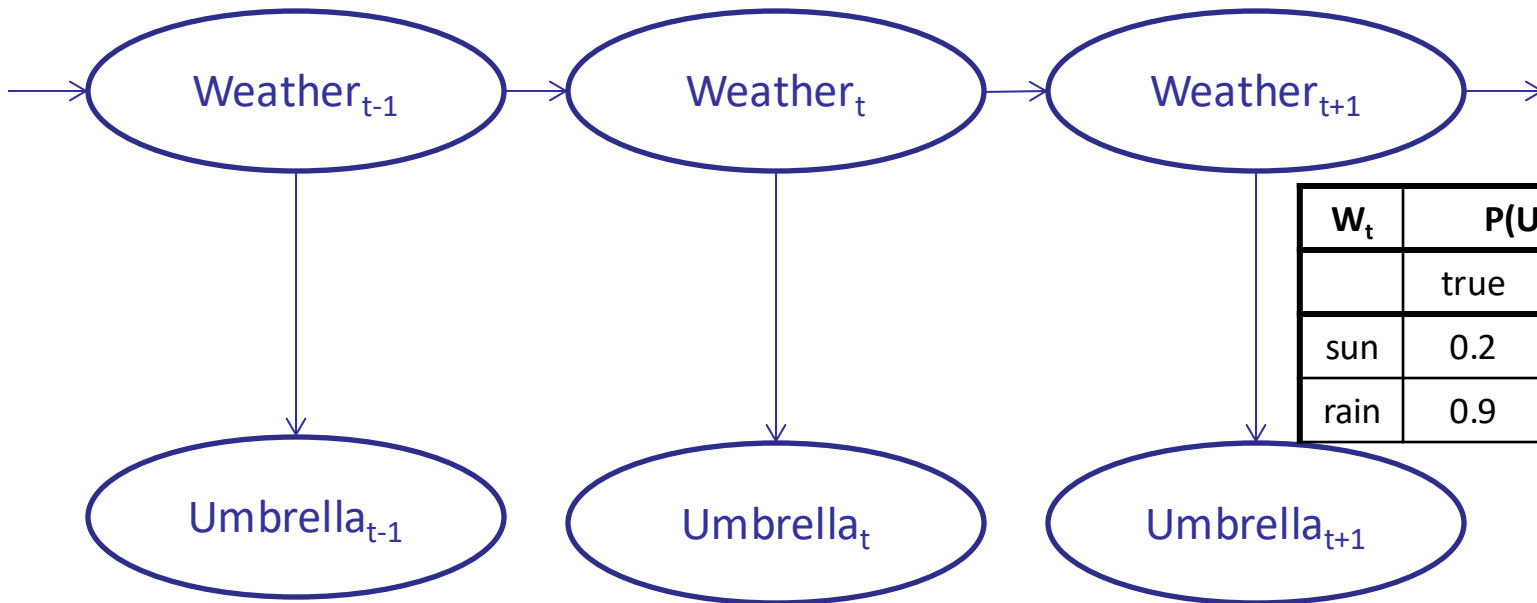 Weather_{t-1} Weather_t Weather_{t+1}
W_t P(U
true
sun 0.2
rain 0.9
Umbrella_{t-1} Umbrella_t Umbrella_{t+1}